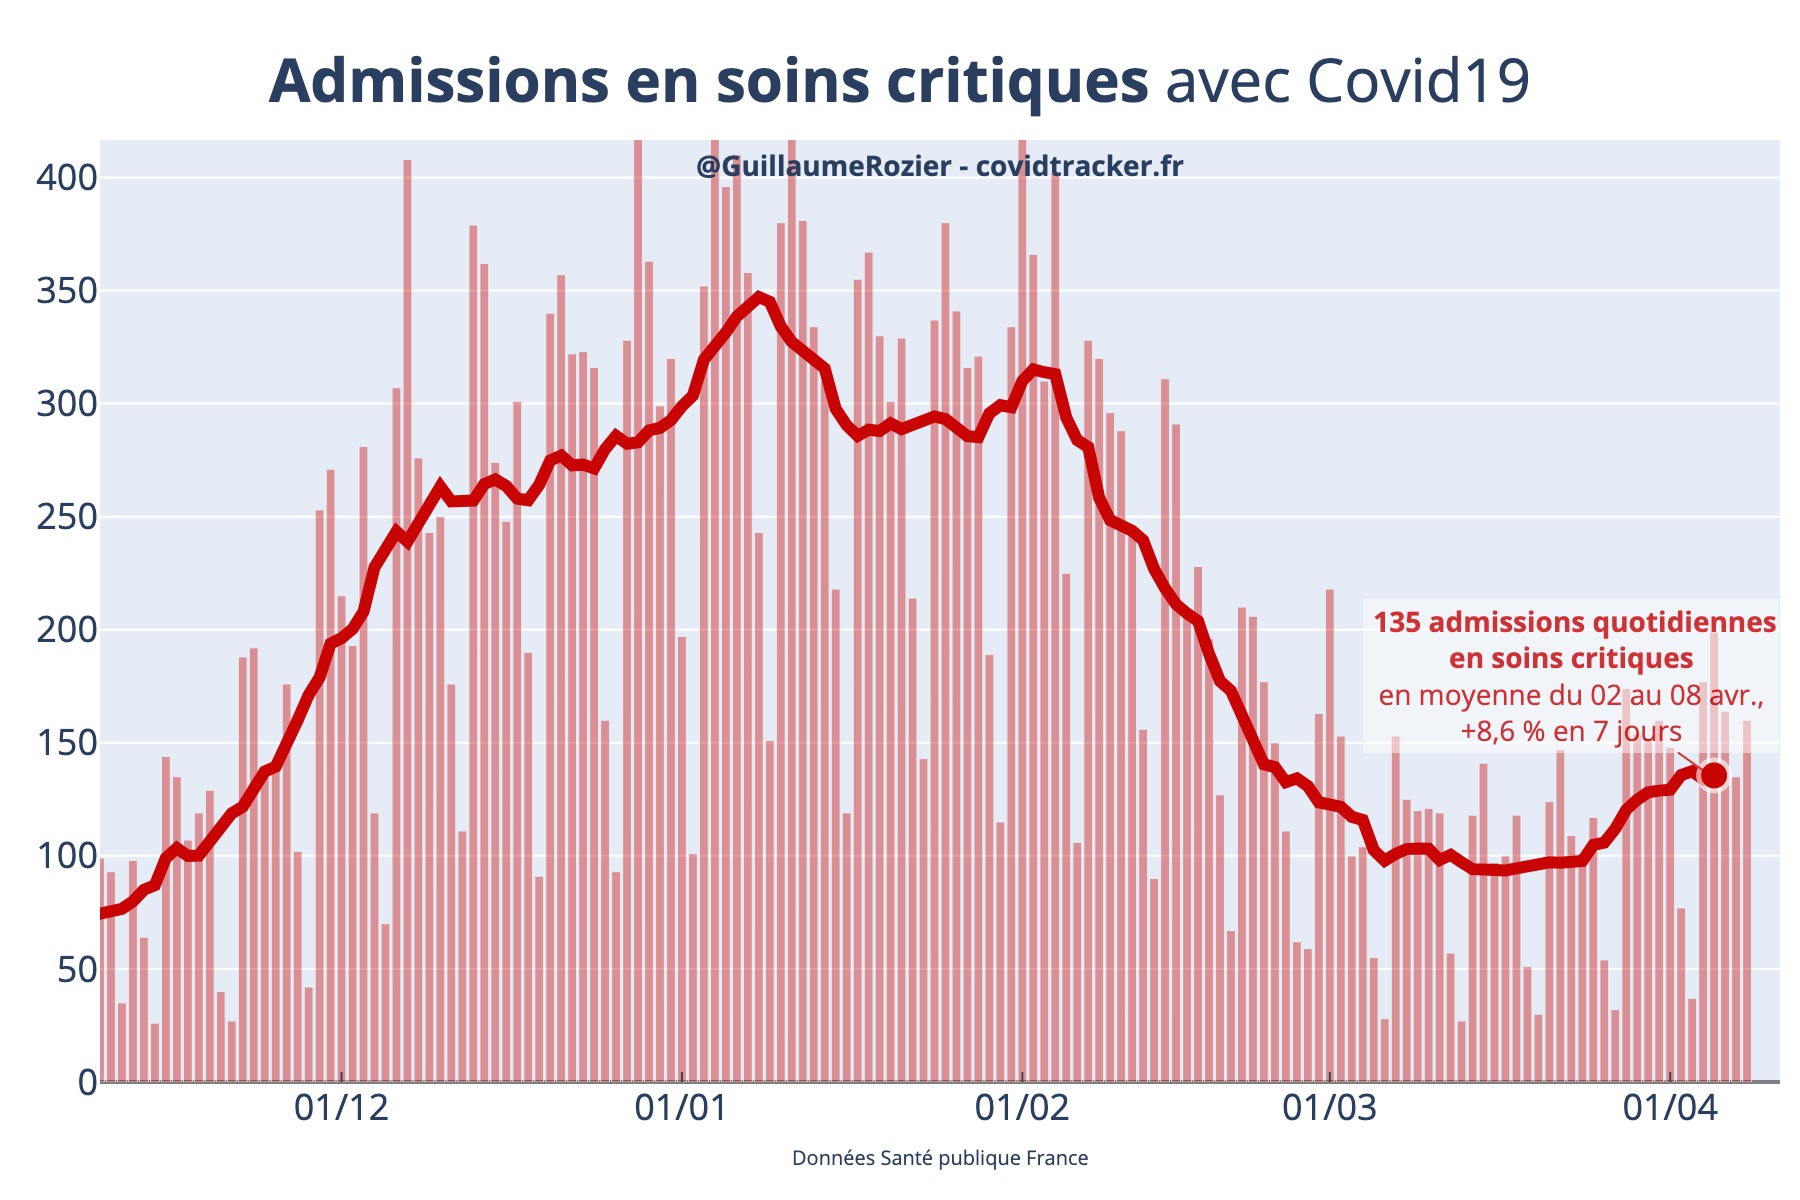 Admissions en soins critiques avec Covid19
@GuillaumeRozier - covidtracker.fr
400
350
300
250
200
150
100
50
0
135 admissions quotidiennes
en soins critiques
en moyenne du 02 au 08 avr.,
+8,6 % en 7 jours
01/12
01/01
01/02
01/03
01/04
Données Santé publique France